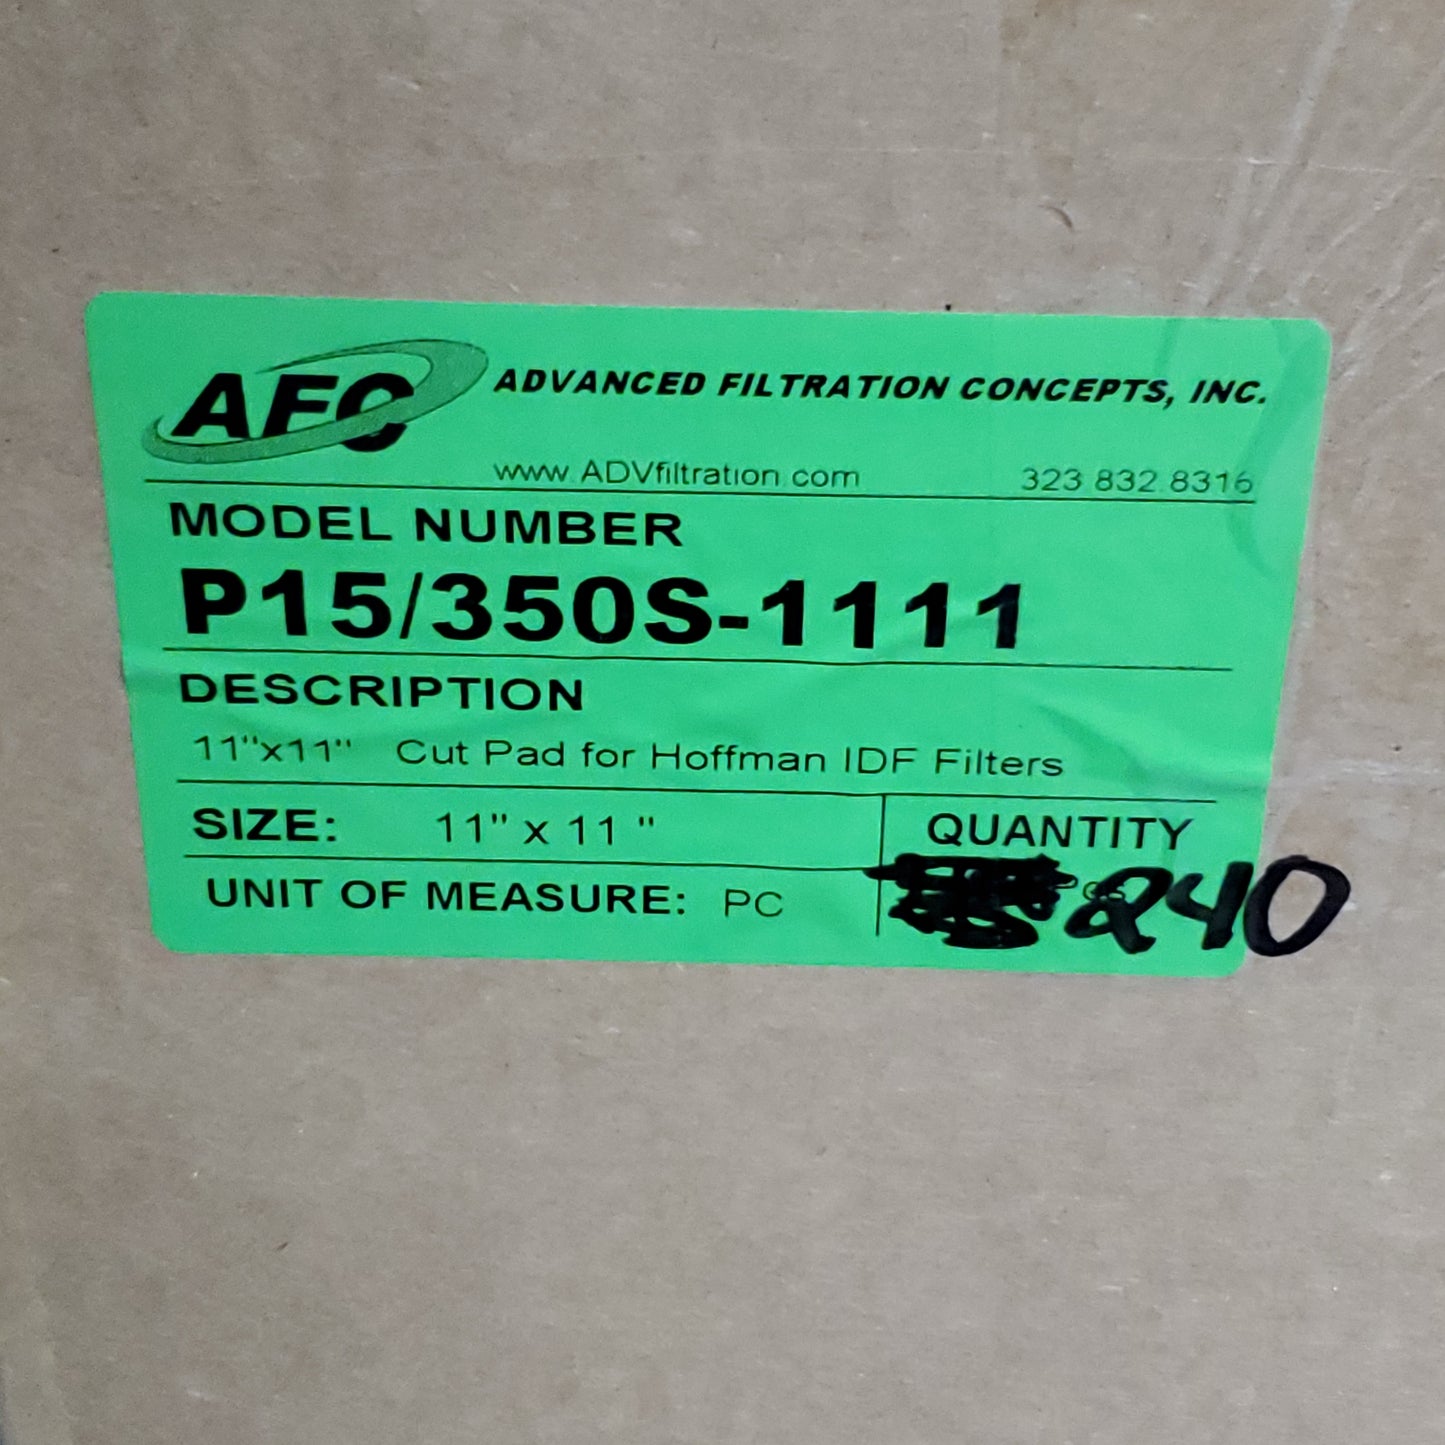 AFC ADVANCED FILTRATION CONCEPTS, INC.
www.ADVfiltration.com 323.832.8316
MODEL NUMBER
P15/350S-1111
DESCRIPTION
11"x11" Cut Pad for Hoffman IDF Filters
SIZE: 11" x 11 "
QUANTITY
240
UNIT OF MEASURE: PC